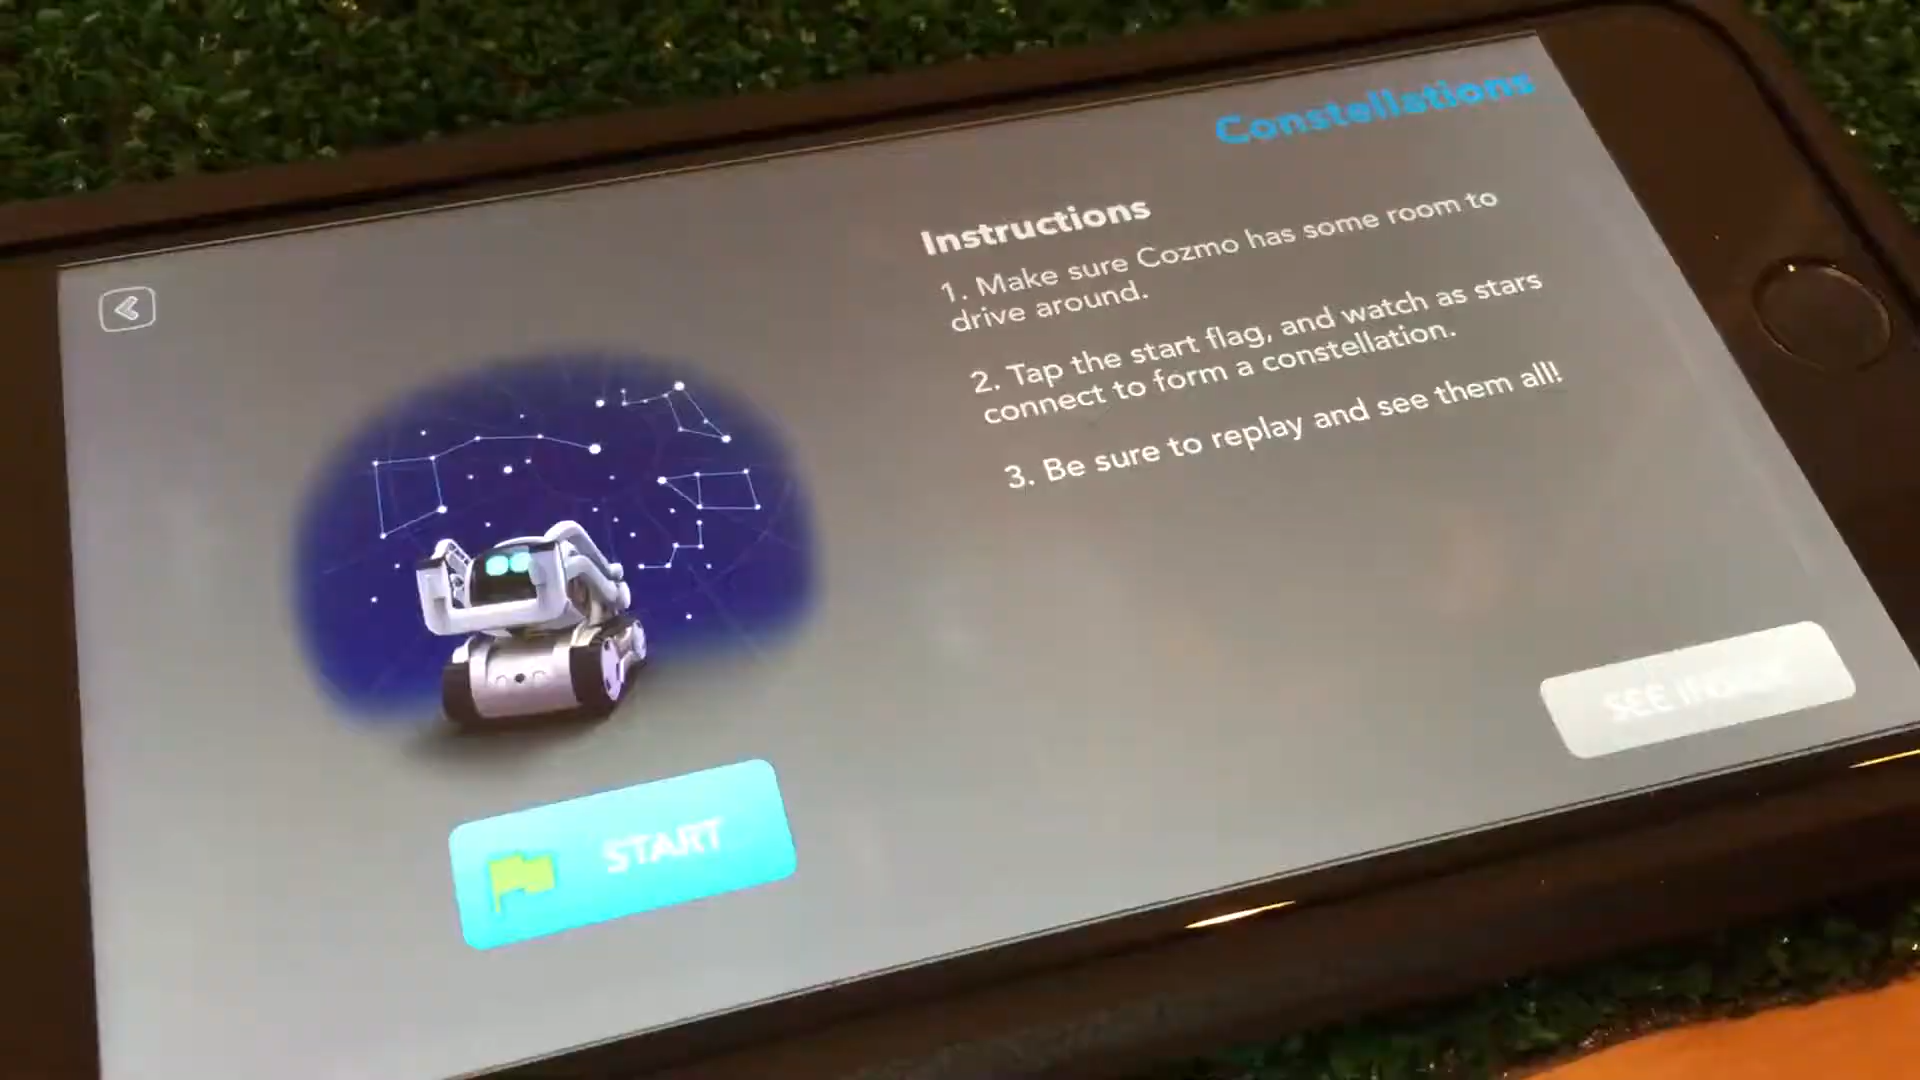 Constellations
Instructions
1. Make sure Cozmo has some room to
drive around.
2. Tap the start flag, and watch as stars
connect to form a constellation.
3. Be sure to replay and see them all!
START
SEE